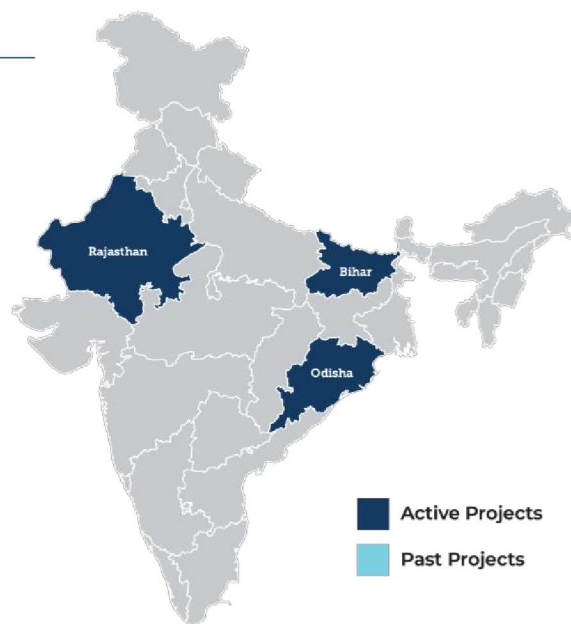 Rajasthan
Bihar
Odisha
Active Projects
Past Projects